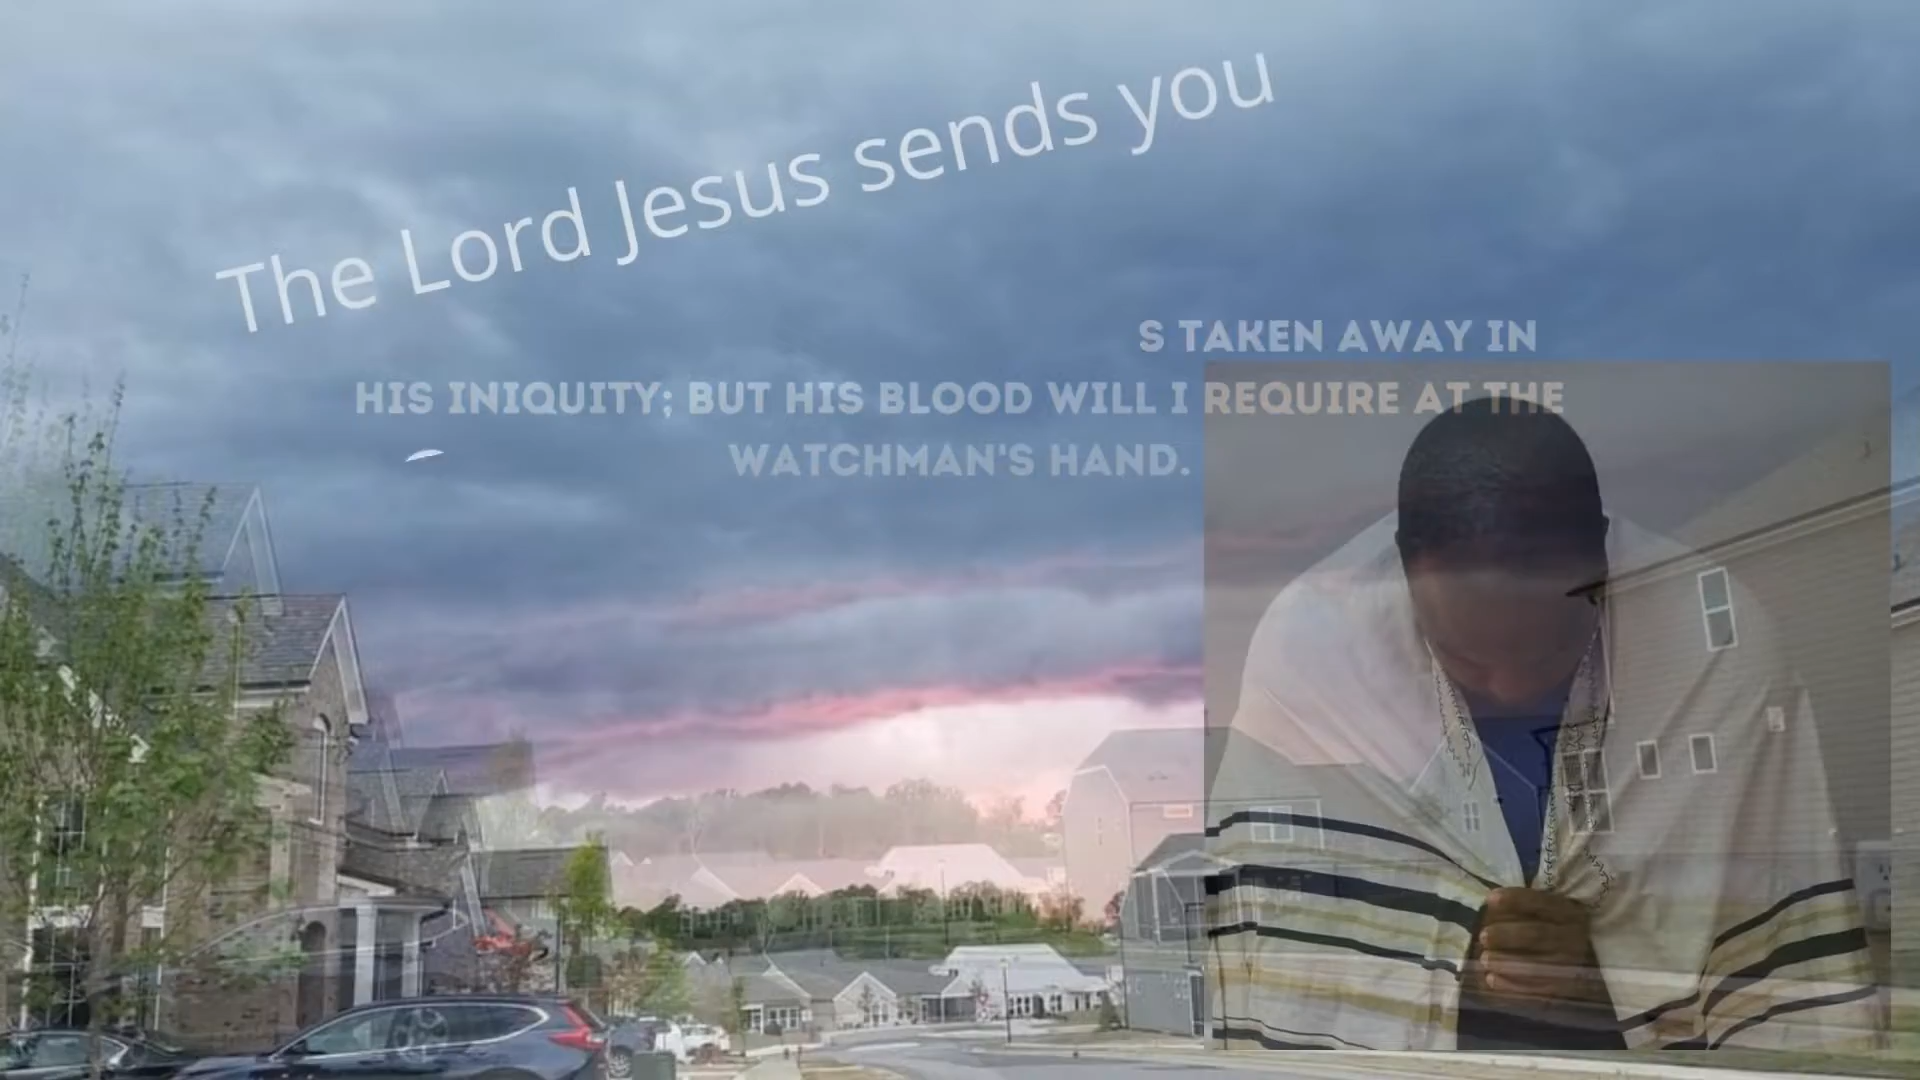 The Lord Jesus sends you
S TAKEN AWAY IN
HIS INIQUITY; BUT HIS BLOOD WILL I REQUIRE AT THE
WATCHMAN'S HAND.